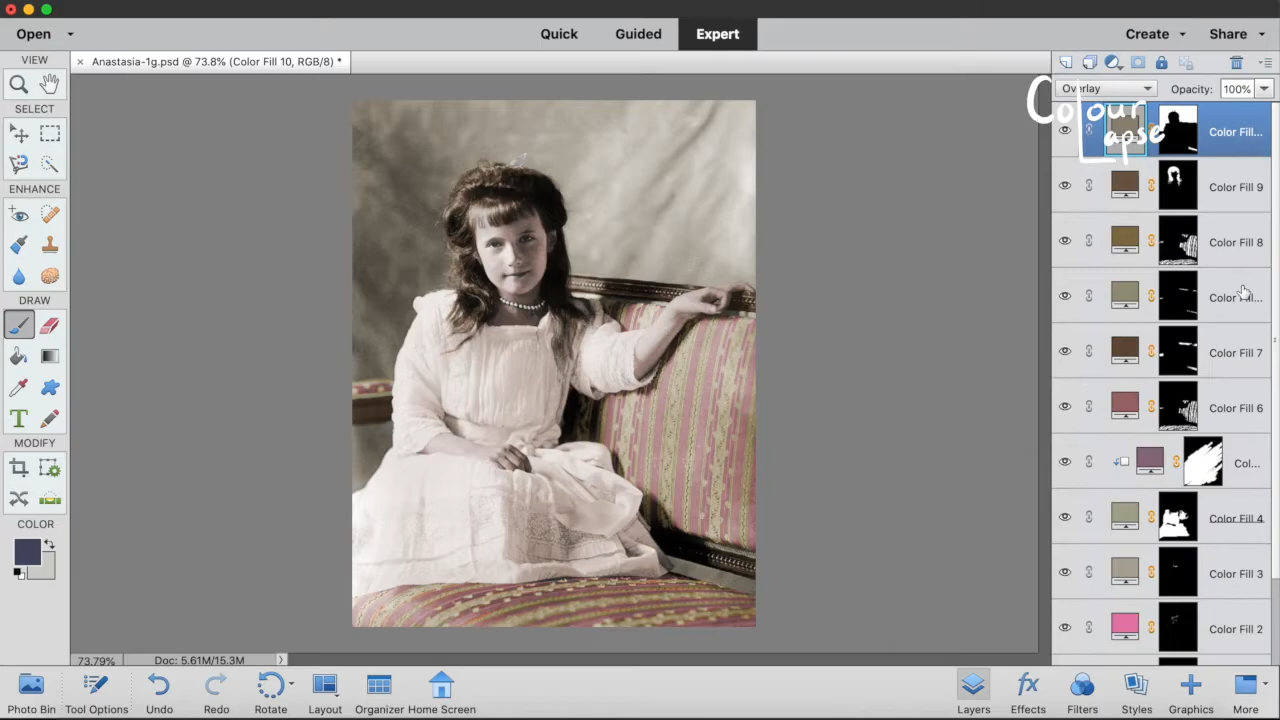 Open
Quick
Guided
Expert
Create
Share
VIEW
× Anastasia-1g.psd @ 73.8% (Color Fill 10, RGB/8) *
SELECT
ENHANCE
DRAW
MODIFY
COLOR
T
Overlay
Opacity: 100%
Colour
Lapse
Color Fill...
Color Fill 9
Color Fill 8
Color Fill...
Color Fill 7
Color Fill 6
Col...
Color Fill 4
Color Fill 3
Color Fill 2
73.79%
Doc: 5.61M/15.3M
Photo Bin
Tool Options
Undo
Redo
Rotate
Layout
Organizer
Home Screen
fx
Layers
Effects
Filters
Styles
Graphics
More